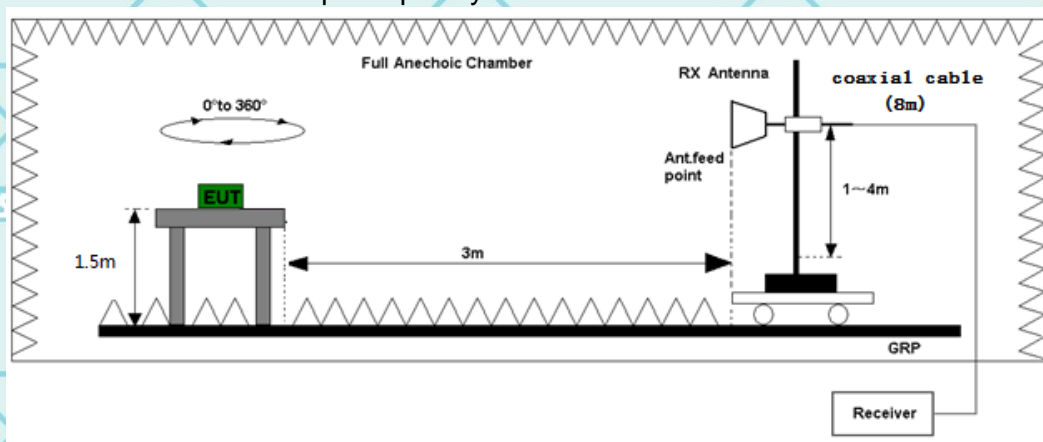 Full Anechoic Chamber
RX Antenna
coaxial cable
(8m)
0°to 360°
Ant.feed
point
EUT
1~4m
1.5m
3m
GRP
Receiver